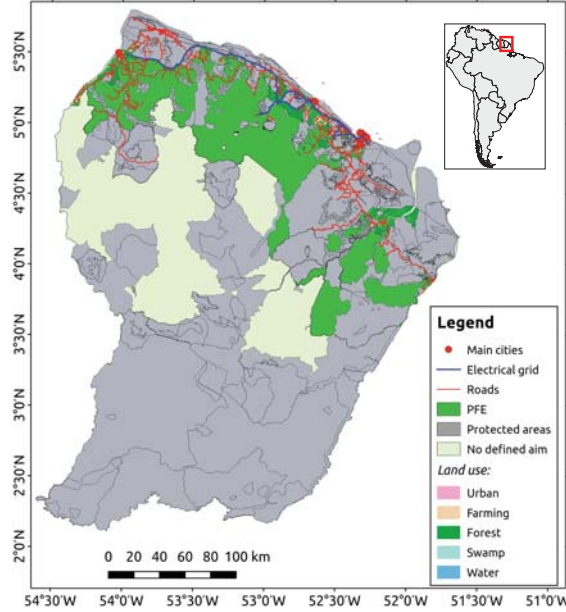 5°30'N
5°0'N
4°30'N
4°0'N
3°30'N
3°0'N
2°30'N
2°0'N
Legend
Main cities
Electrical grid
Roads
PFE
Protected areas
No defined aim
Land use:
Urban
Farming
Forest
Swamp
Water
0 20 40 60 80 100 km
54°30'W 54°0'W 53°30'W 53°0'W 52°30'W 52°0'W 51°30'W 51°0'W